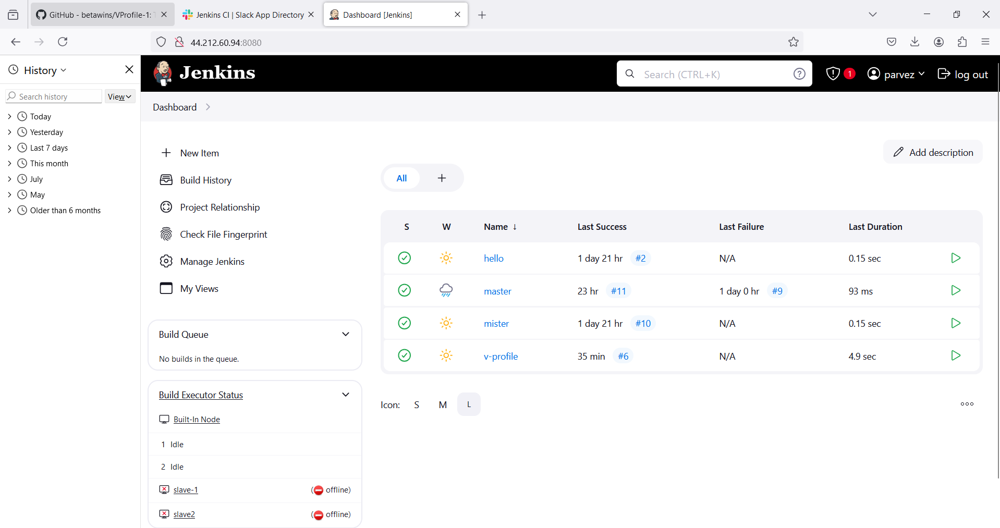 GitHub - betawins/VProfile-1:
Jenkins CI | Slack App Directory
Dashboard [Jenkins]
44.212.60.94:8080
History
Search history
View
Today
Yesterday
Last 7 days
This month
July
May
Older than 6 months
Jenkins
Search (CTRL+K)
1
parvez
log out
Dashboard
New Item
Build History
Project Relationship
Check File Fingerprint
Manage Jenkins
My Views
Add description
All
S W Name ↓ Last Success Last Failure Last Duration
hello 1 day 21 hr #2 N/A 0.15 sec
master 23 hr #11 1 day 0 hr #9 93 ms
mister 1 day 21 hr #10 N/A 0.15 sec
v-profile 35 min #6 N/A 4.9 sec
Icon: S M L
Build Queue
No builds in the queue.
Build Executor Status
Built-In Node
1 Idle
2 Idle
slave-1 (offline)
slave2 (offline)